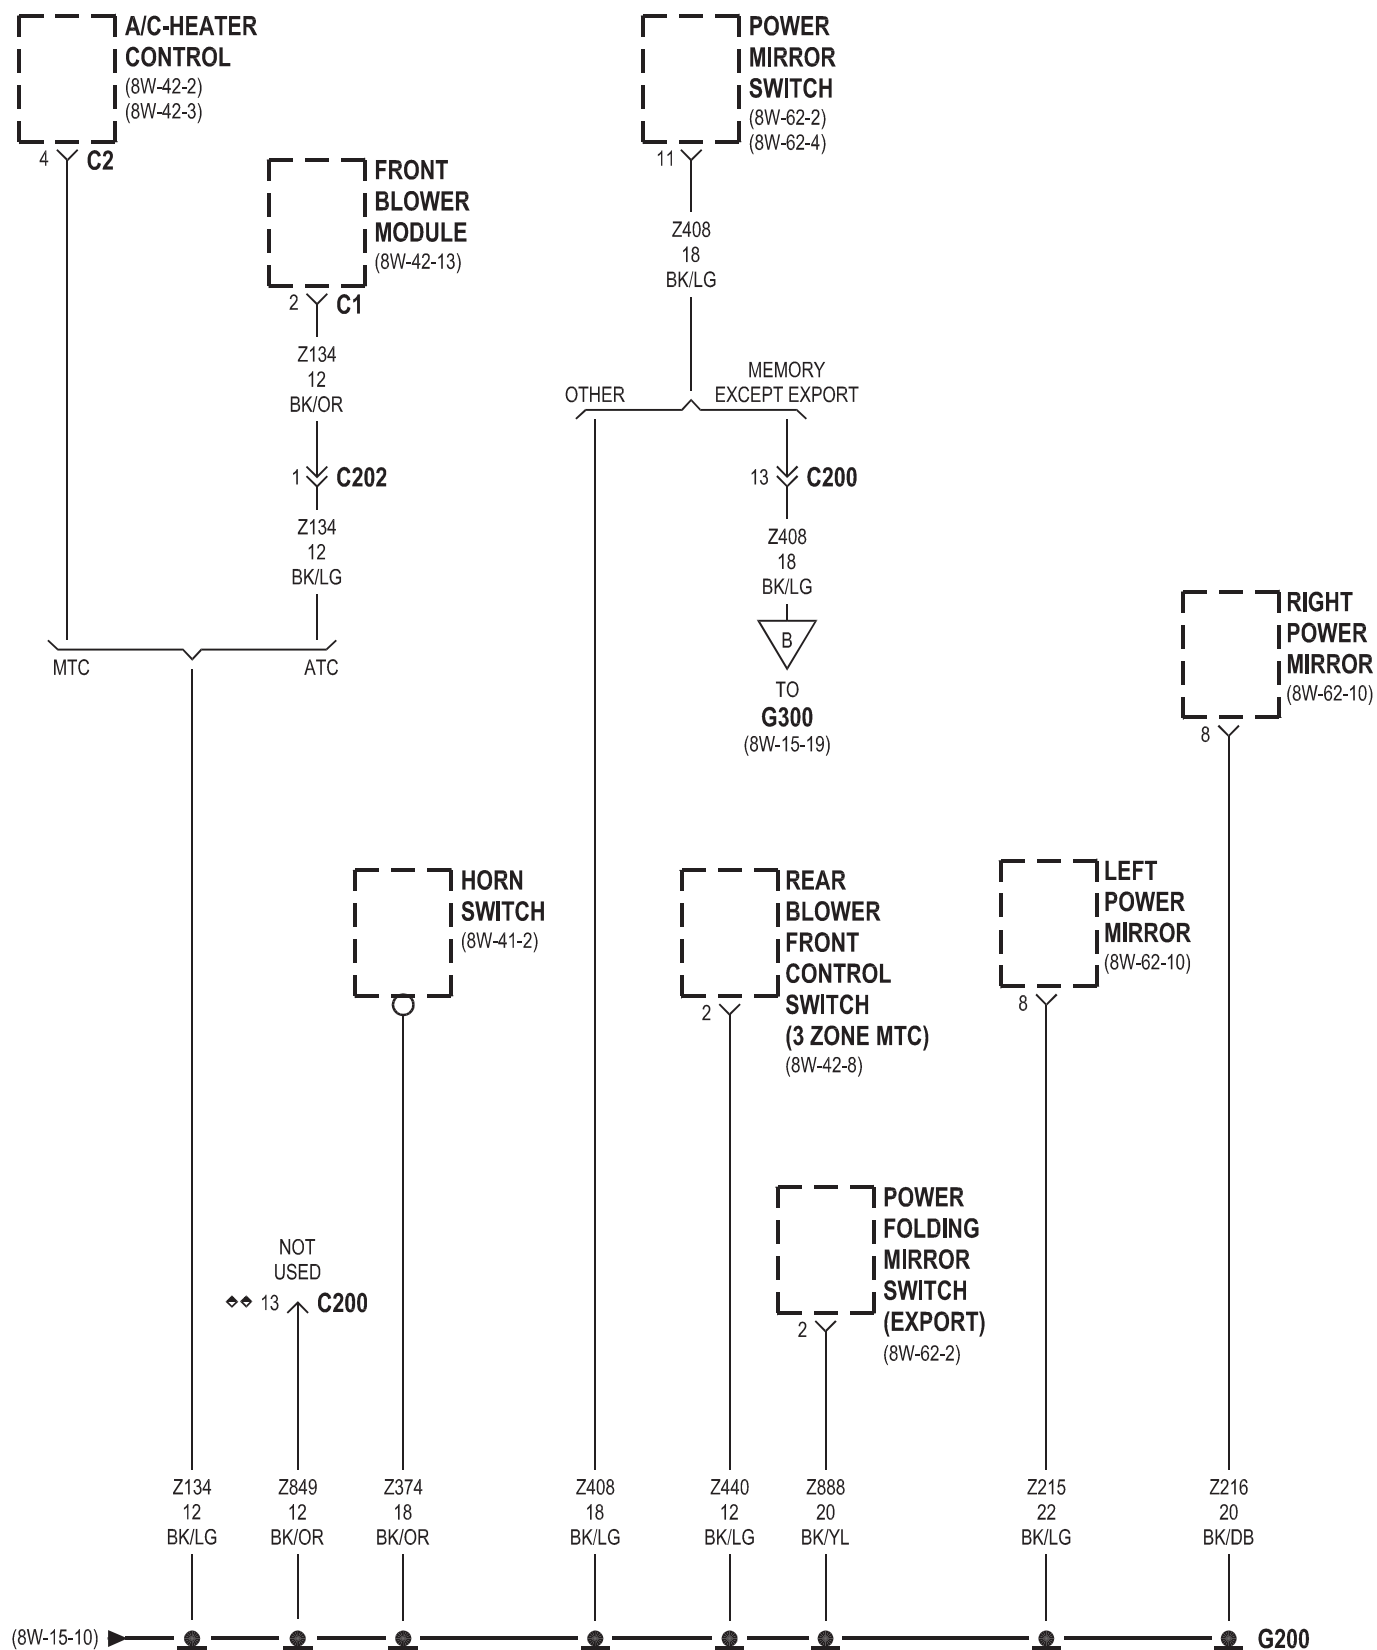 A/C-HEATER
CONTROL
(8W-42-2)
(8W-42-3)
4 C2
FRONT
BLOWER
MODULE
(8W-42-13)
2 C1
Z134
12
BK/OR
1 C202
Z134
12
BK/LG
MTC ATC
POWER
MIRROR
SWITCH
(8W-62-2)
(8W-62-4)
11
Z408
18
BK/LG
OTHER
MEMORY
EXCEPT EXPORT
13 C200
Z408
18
BK/LG
B
TO
G300
(8W-15-19)
RIGHT
POWER
MIRROR
(8W-62-10)
8
HORN
SWITCH
(8W-41-2)
REAR
BLOWER
FRONT
CONTROL
SWITCH
(3 ZONE MTC)
(8W-42-8)
2
LEFT
POWER
MIRROR
(8W-62-10)
8
POWER
FOLDING
MIRROR
SWITCH
(EXPORT)
(8W-62-2)
2
NOT
USED
13 C200
Z134
12
BK/LG
Z849
12
BK/OR
Z374
18
BK/OR
Z408
18
BK/LG
Z440
12
BK/LG
Z888
20
BK/YL
Z215
22
BK/LG
Z216
20
BK/DB
(8W-15-10) G200